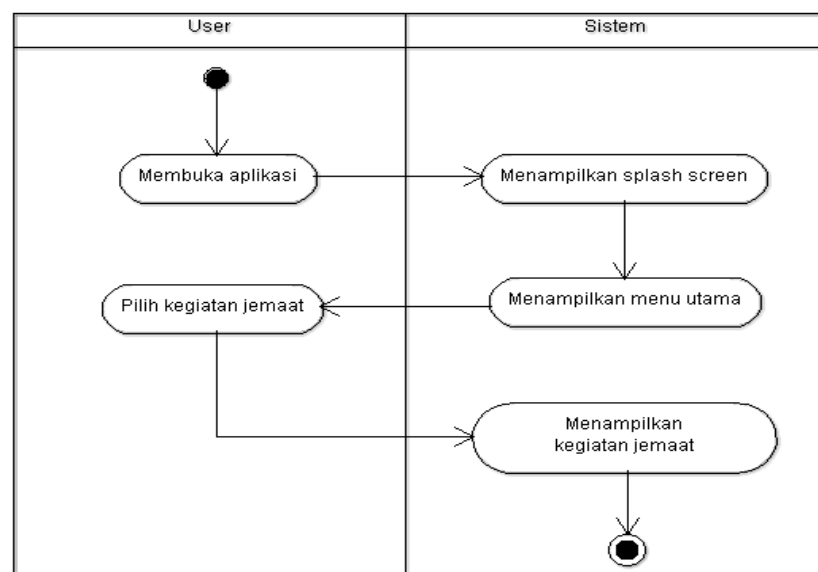 User
Sistem
Membuka aplikasi
Menampilkan splash screen
Pilih kegiatan jemaat
Menampilkan menu utama
Menampilkan
kegiatan jemaat